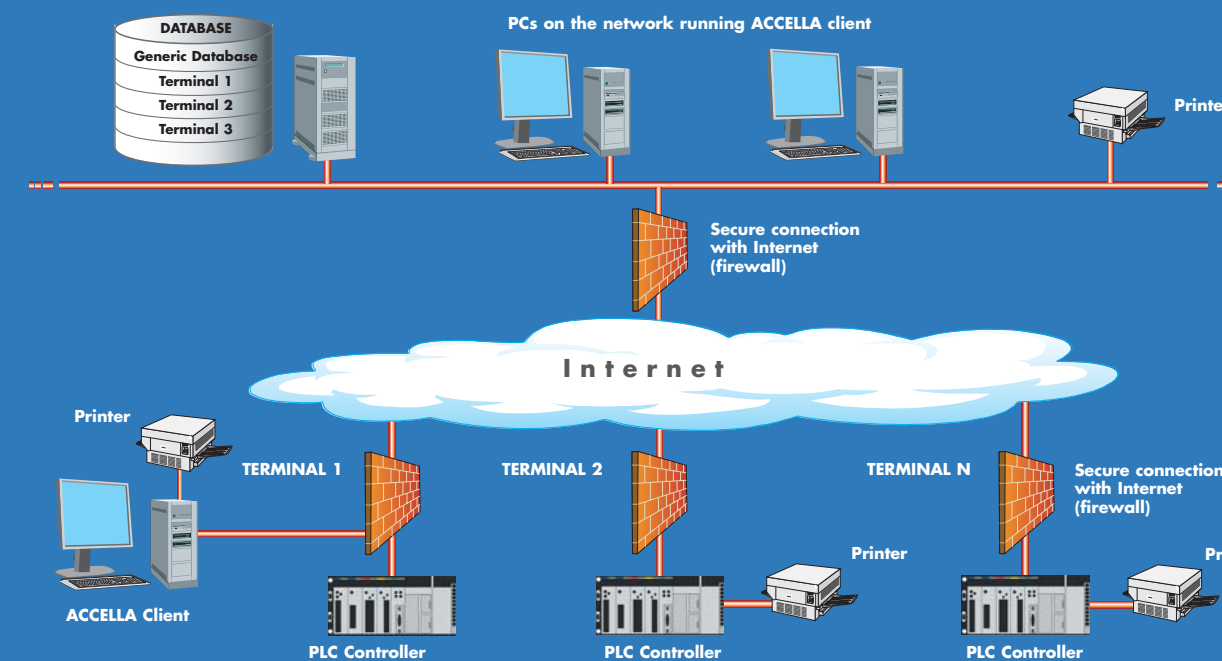 DATABASE
Generic Database
Terminal 1
Terminal 2
Terminal 3
PCs on the network running ACCELLA client
Printe
Secure connection
with Internet
(firewall)
Internet
Printer
TERMINAL 1
TERMINAL 2
TERMINAL N
Secure connection
with Internet
(firewall)
Printer
Pr
ACCELLA Client
PLC Controller
PLC Controller
PLC Controller